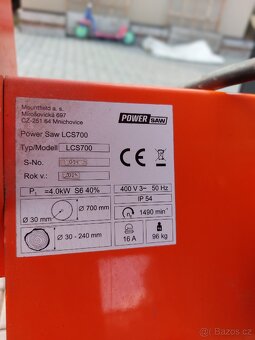 Mountfield a. s.
Mirošovická 697
CZ-251 64 Mnichovice
POWER SAW
Power Saw LCS700
Typ/Modell LCS700
S-No.
Rok v.:
CE
P₁ =4.0kW S6 40%
400 V 3~ 50 Hz
Ø 700 mm
IP 54
Ø 30 mm
1490 min⁻¹
Ø 30 - 240 mm
16 A
96 kg
sbazos.cz